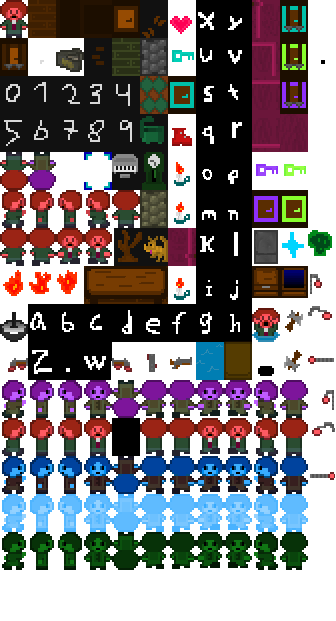 x y
u v
0 1 2 3 4 s t
5 6 7 8 9 q r
o p
m n
k l
i j
a b c d e f g h
z . w